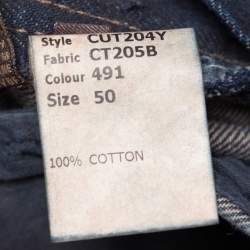 Style CUT204Y
Fabric CT205B
Colour 491
Size 50
100% COTTON